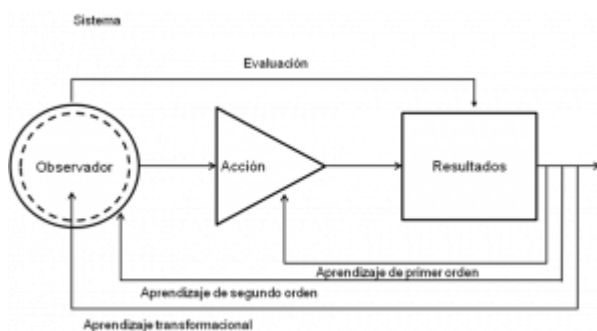 Sistema
Evaluación
Observador
Acción
Resultados
Aprendizaje de primer orden
Aprendizaje de segundo orden
Aprendizaje transformacional